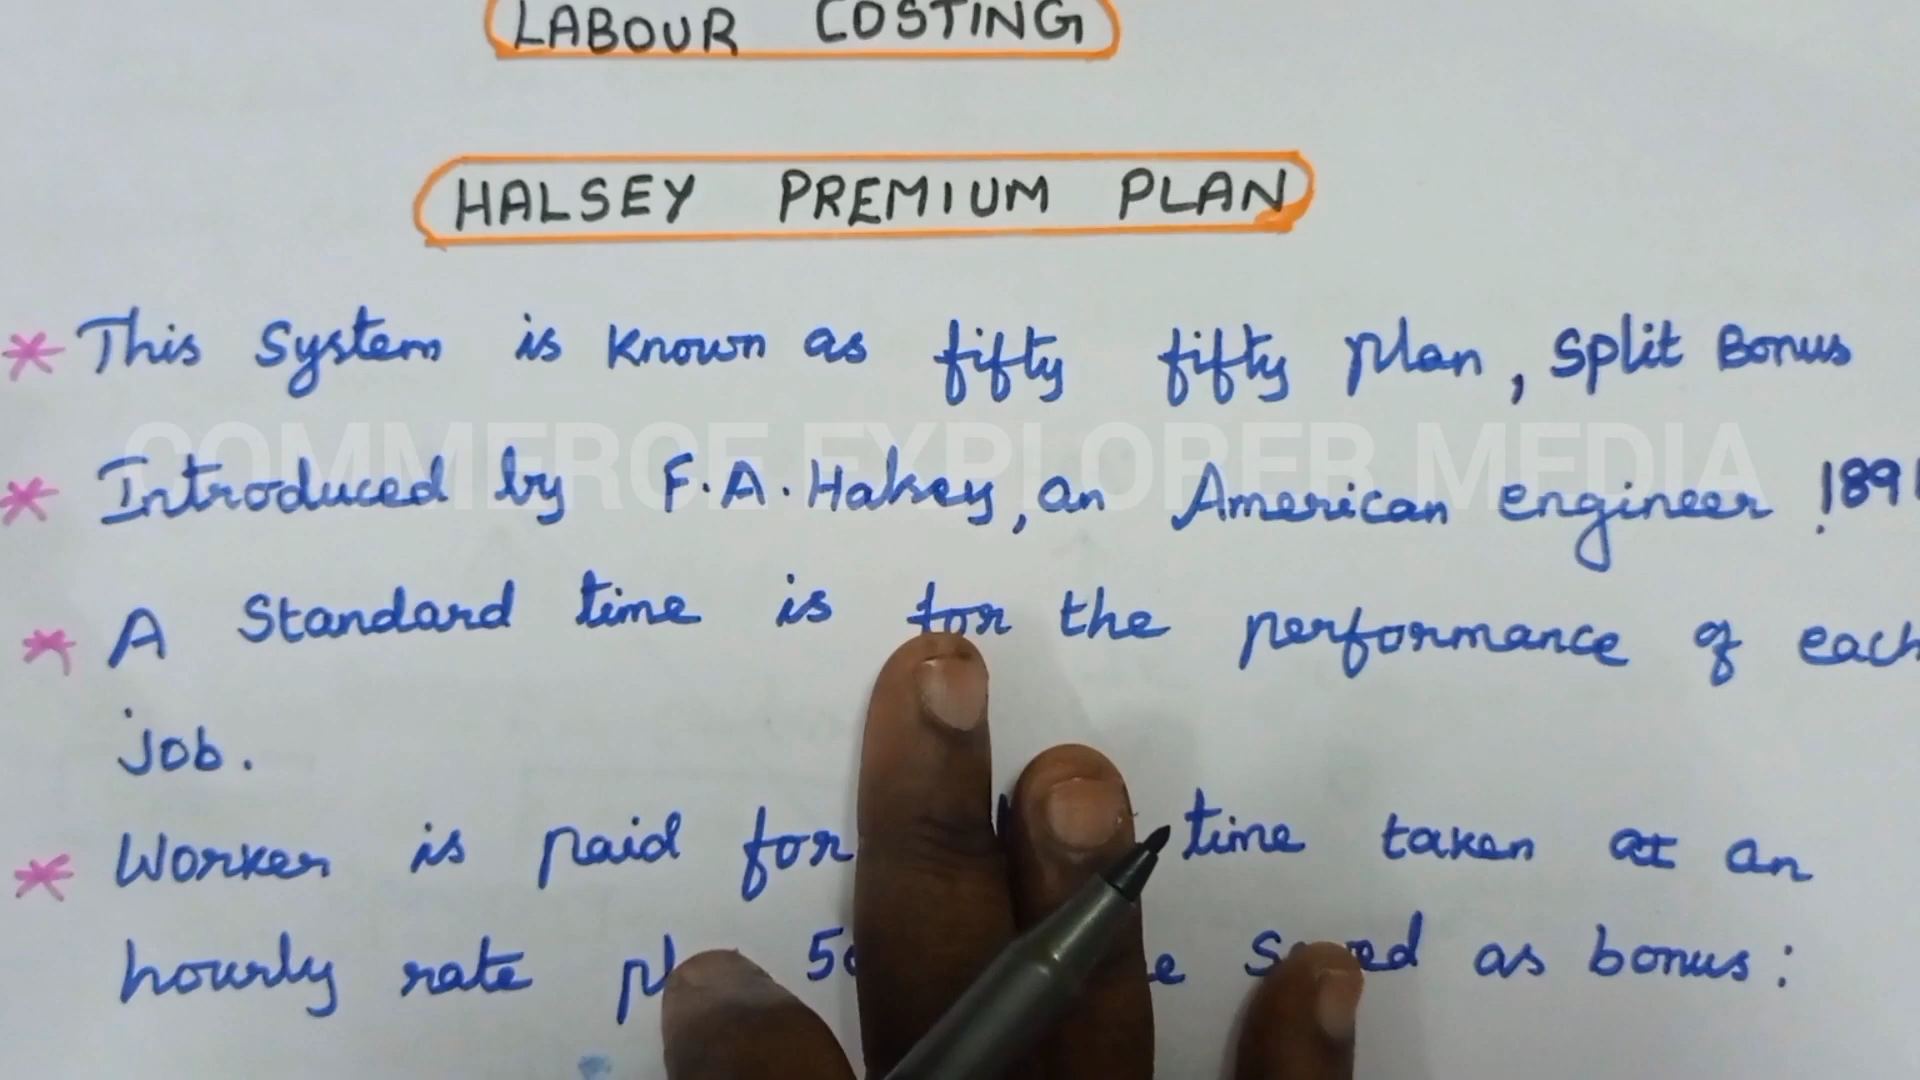 LABOUR COSTING
HALSEY PREMIUM PLAN
* This System is known as fifty fifty plan, Split Bonus
COMMERCE EXPLORER MEDIA
* Introduced by F.A. Halsey, an American engineer 1891
* A Standard time is for the performance of each
job.
* Worker is paid for time taken at an
hourly rate as bonus: